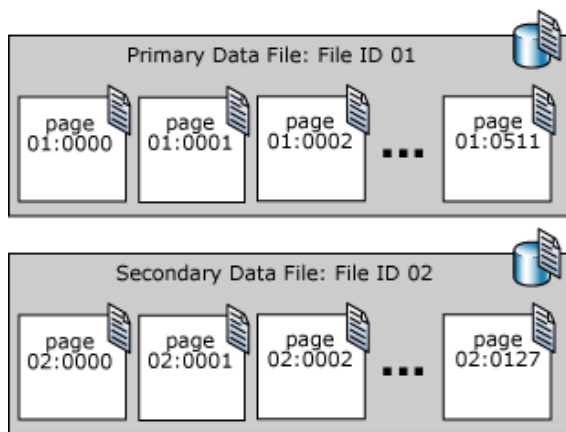 Primary Data File: File ID 01
page page page page
01:0000 01:0001 01:0002 ... 01:0511
Secondary Data File: File ID 02
page page page page
02:0000 02:0001 02:0002 ... 02:0127